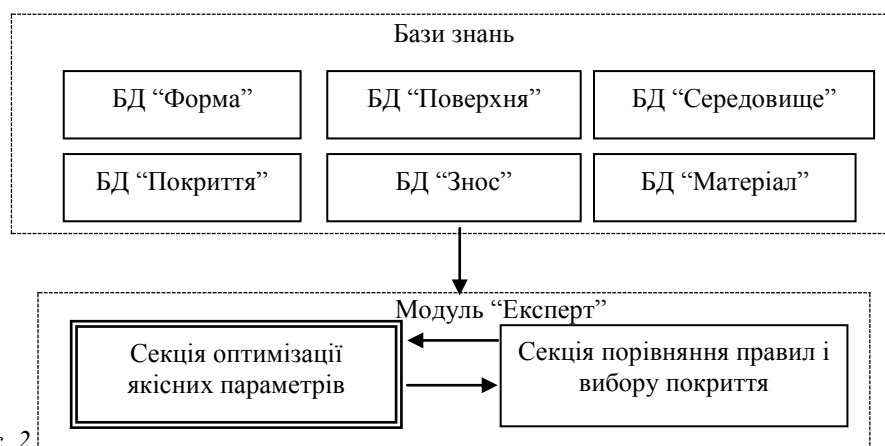 Бази знань
БД “Форма” БД “Поверхня” БД “Середовище”
БД “Покриття” БД “Знос” БД “Матеріал”
Модуль “Експерт”
Секція оптимізації
якісних параметрів
Секція порівняння правил і
вибору покриття
2